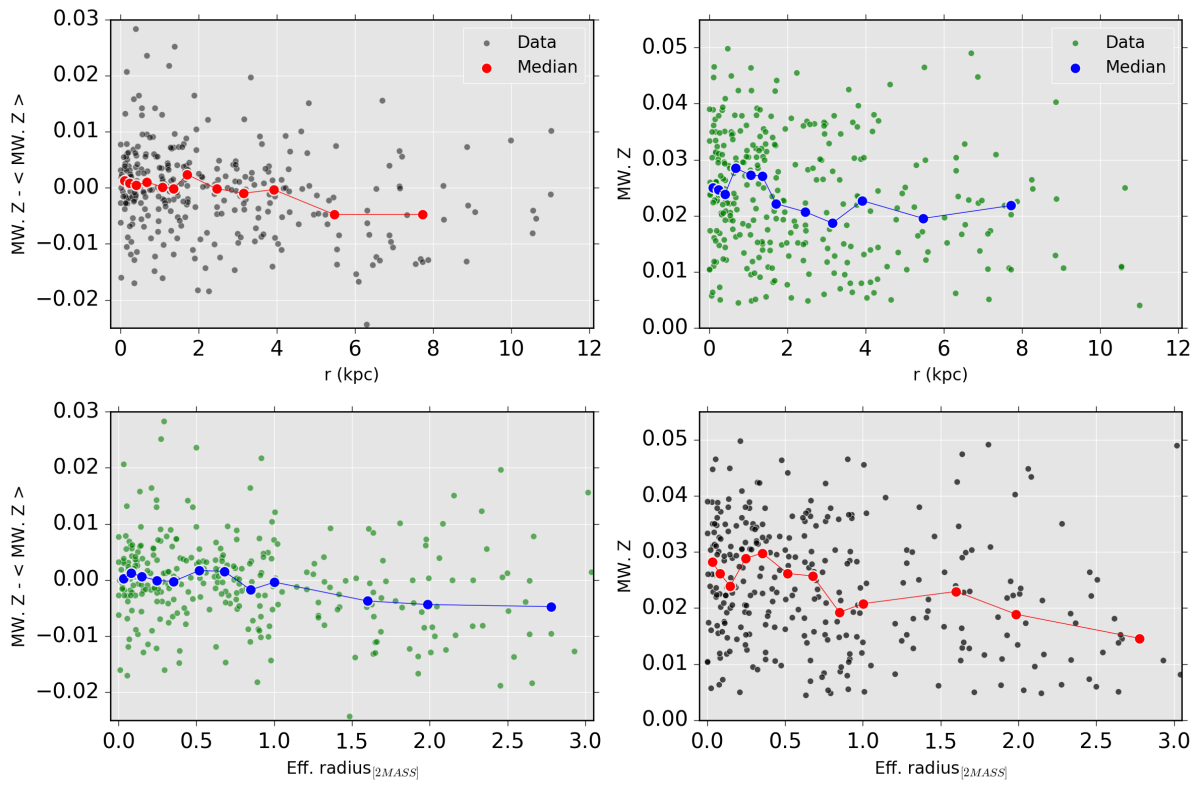 0.03
0.02
0.01
0.00
−0.01
−0.02
MW. Z - < MW. Z >
Data
Median
0 2 4 6 8 10 12
r (kpc)
0.05
0.04
0.03
0.02
0.01
0.00
MW. Z
Data
Median
0 2 4 6 8 10 12
r (kpc)
0.03
0.02
0.01
0.00
−0.01
−0.02
MW. Z - < MW. Z >
0.0 0.5 1.0 1.5 2.0 2.5 3.0
Eff. radius[2MASS]
0.05
0.04
0.03
0.02
0.01
0.00
MW. Z
0.0 0.5 1.0 1.5 2.0 2.5 3.0
Eff. radius[2MASS]